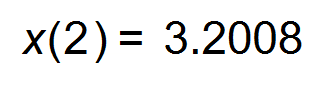 x(2) = 3.2008